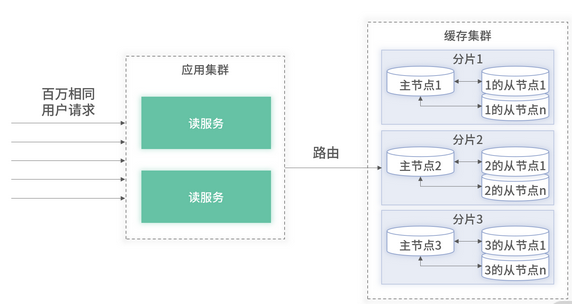 百万相同
用户请求
应用集群
读服务
读服务
路由
缓存集群
分片1
主节点1
1的从节点1
1的从节点n
分片2
主节点2
2的从节点1
2的从节点n
分片3
主节点3
3的从节点1
3的从节点n